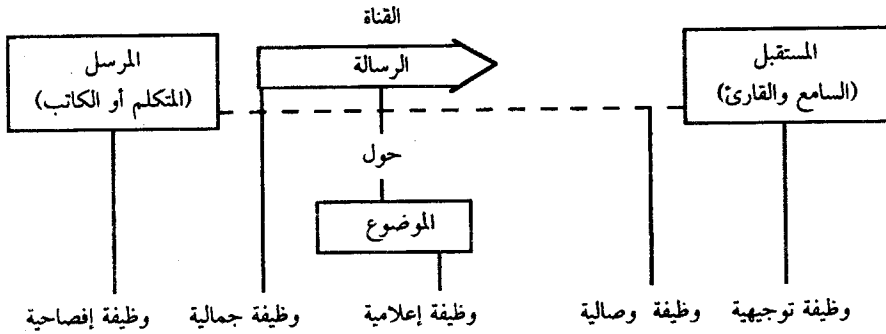 القناة
المرسل
(المتكلم أو الكاتب)
الرسالة
المستقبل
(السامع والقارئ)
حول
الموضوع
وظيفة إفصاحية
وظيفة جمالية
وظيفة إعلامية
وظيفة وصالية
وظيفة توجيهية